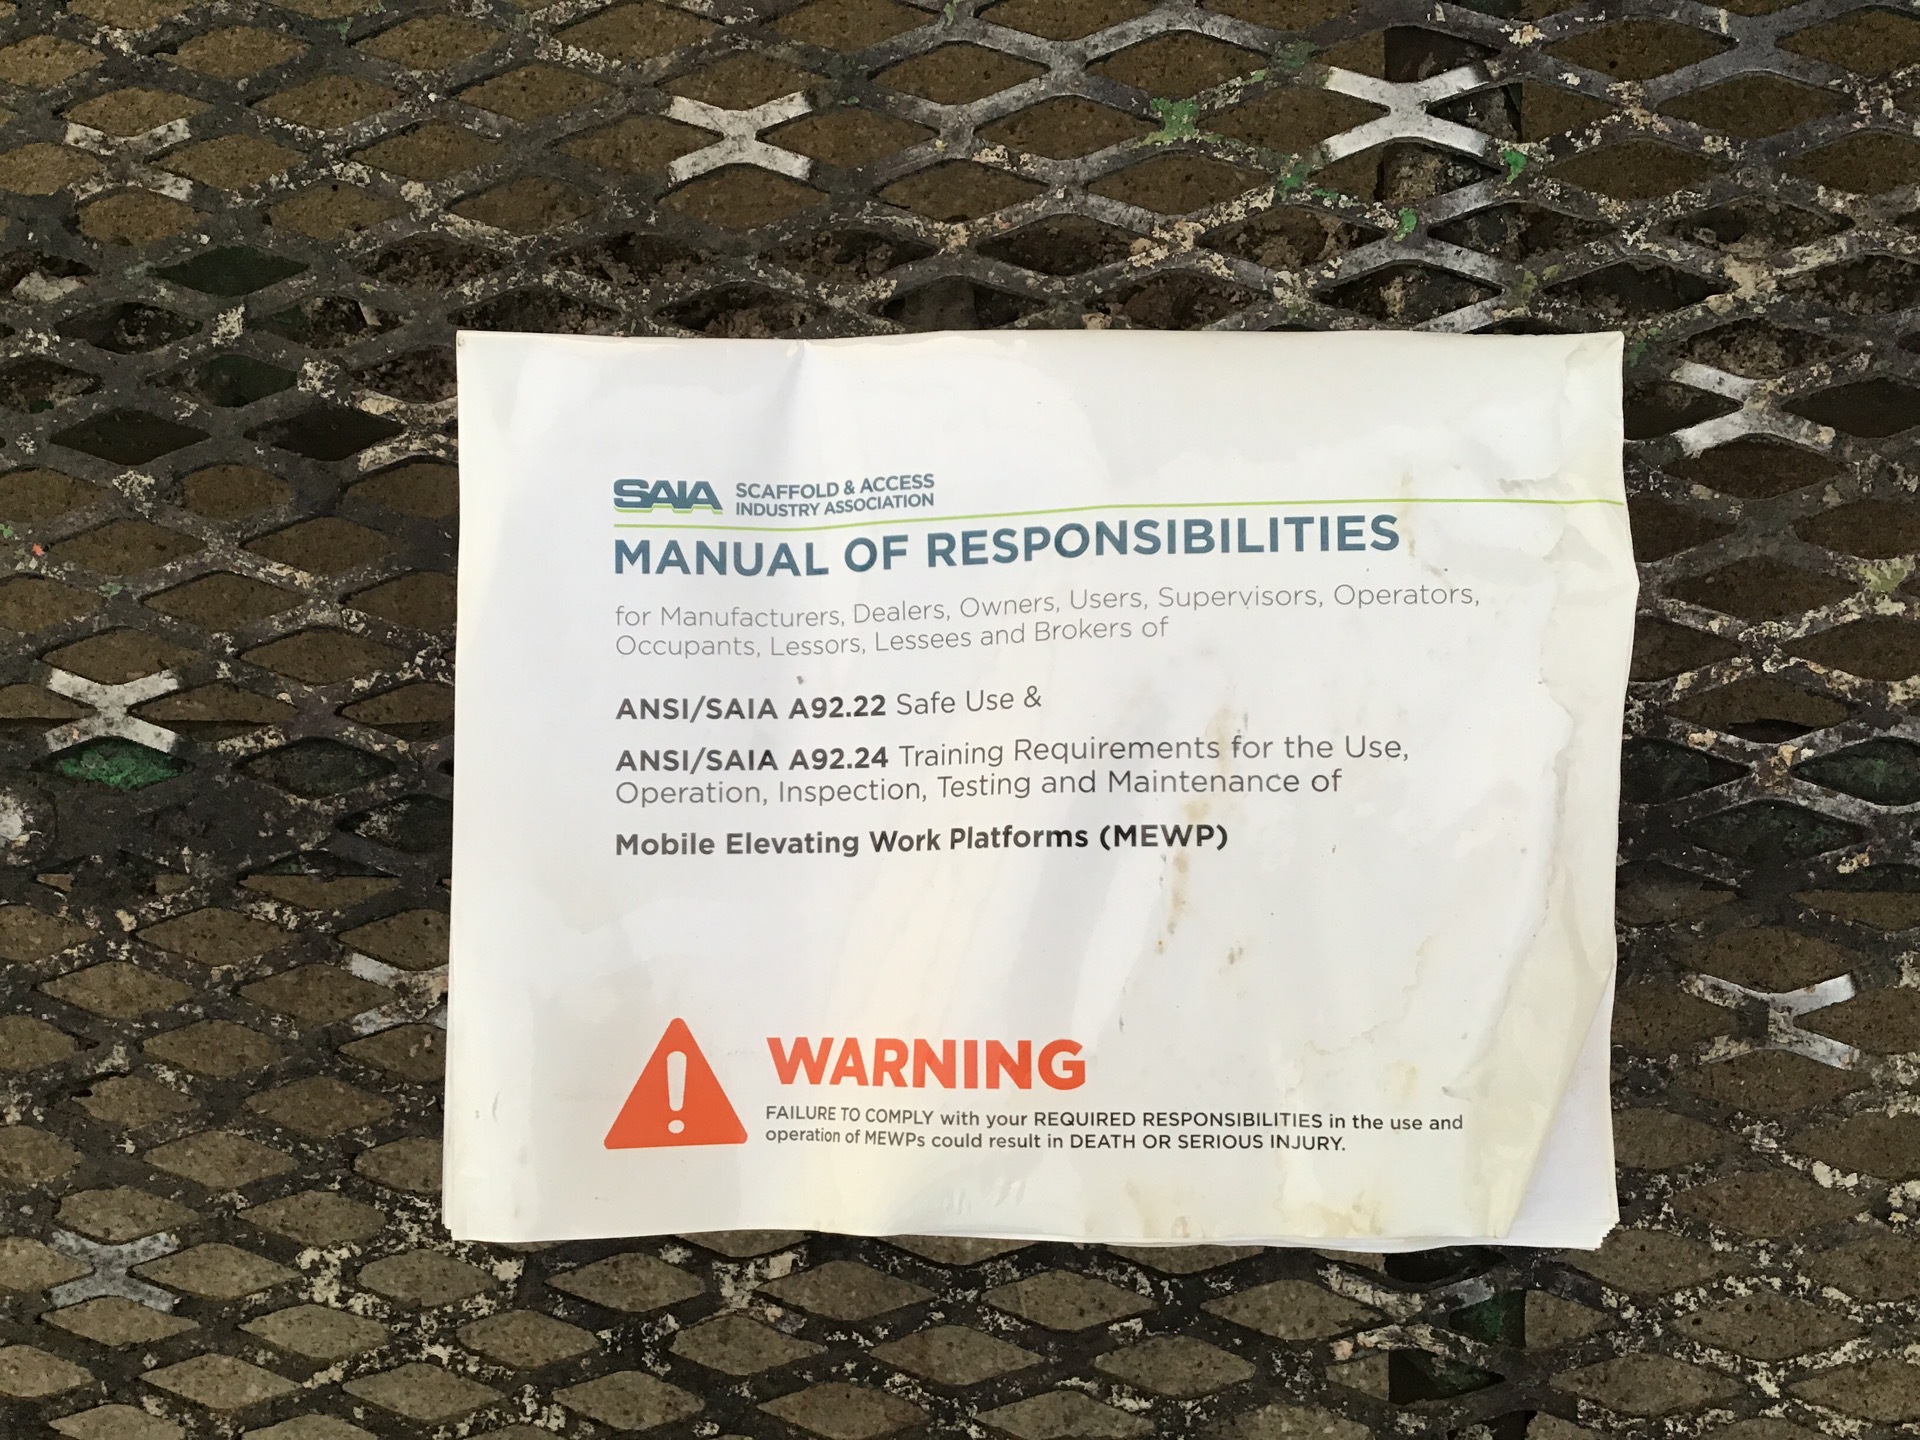 SAIA SCAFFOLD & ACCESS
INDUSTRY ASSOCIATION
MANUAL OF RESPONSIBILITIES
for Manufacturers, Dealers, Owners, Users, Supervisors, Operators,
Occupants, Lessors, Lessees and Brokers of
ANSI/SAIA A92.22 Safe Use &
ANSI/SAIA A92.24 Training Requirements for the Use,
Operation, Inspection, Testing and Maintenance of
Mobile Elevating Work Platforms (MEWP)
WARNING
FAILURE TO COMPLY with your REQUIRED RESPONSIBILITIES in the use and
operation of MEWPs could result in DEATH OR SERIOUS INJURY.